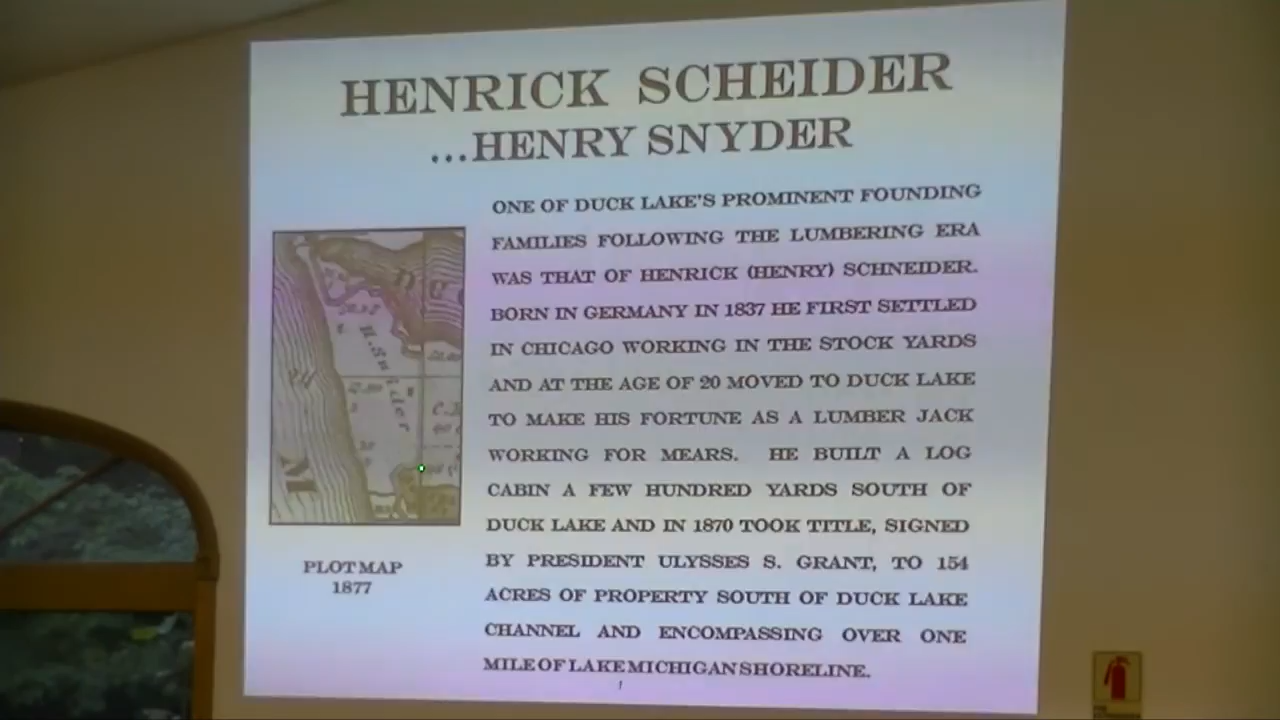 HENRICK SCHEIDER
...HENRY SNYDER
ONE OF DUCK LAKE'S PROMINENT FOUNDING
FAMILIES FOLLOWING THE LUMBERING ERA
WAS THAT OF HENRICK (HENRY) SCHNEIDER.
BORN IN GERMANY IN 1837 HE FIRST SETTLED
IN CHICAGO WORKING IN THE STOCK YARDS
AND AT THE AGE OF 20 MOVED TO DUCK LAKE
TO MAKE HIS FORTUNE AS A LUMBER JACK
WORKING FOR MEARS. HE BUILT A LOG
CABIN A FEW HUNDRED YARDS SOUTH OF
DUCK LAKE AND IN 1870 TOOK TITLE, SIGNED
BY PRESIDENT ULYSSES S. GRANT, TO 154
ACRES OF PROPERTY SOUTH OF DUCK LAKE
CHANNEL AND ENCOMPASSING OVER ONE
MILE OF LAKE MICHIGAN SHORELINE.
PLOT MAP
1877